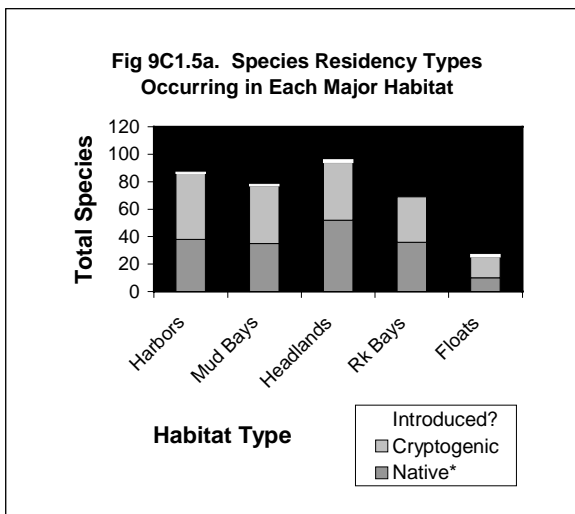 Fig 9C1.5a. Species Residency Types
Occurring in Each Major Habitat
Total Species
120
100
80
60
40
20
0
Harbors
Mud Bays
Headlands
Rk Bays
Floats
Habitat Type
Introduced?
Cryptogenic
Native*